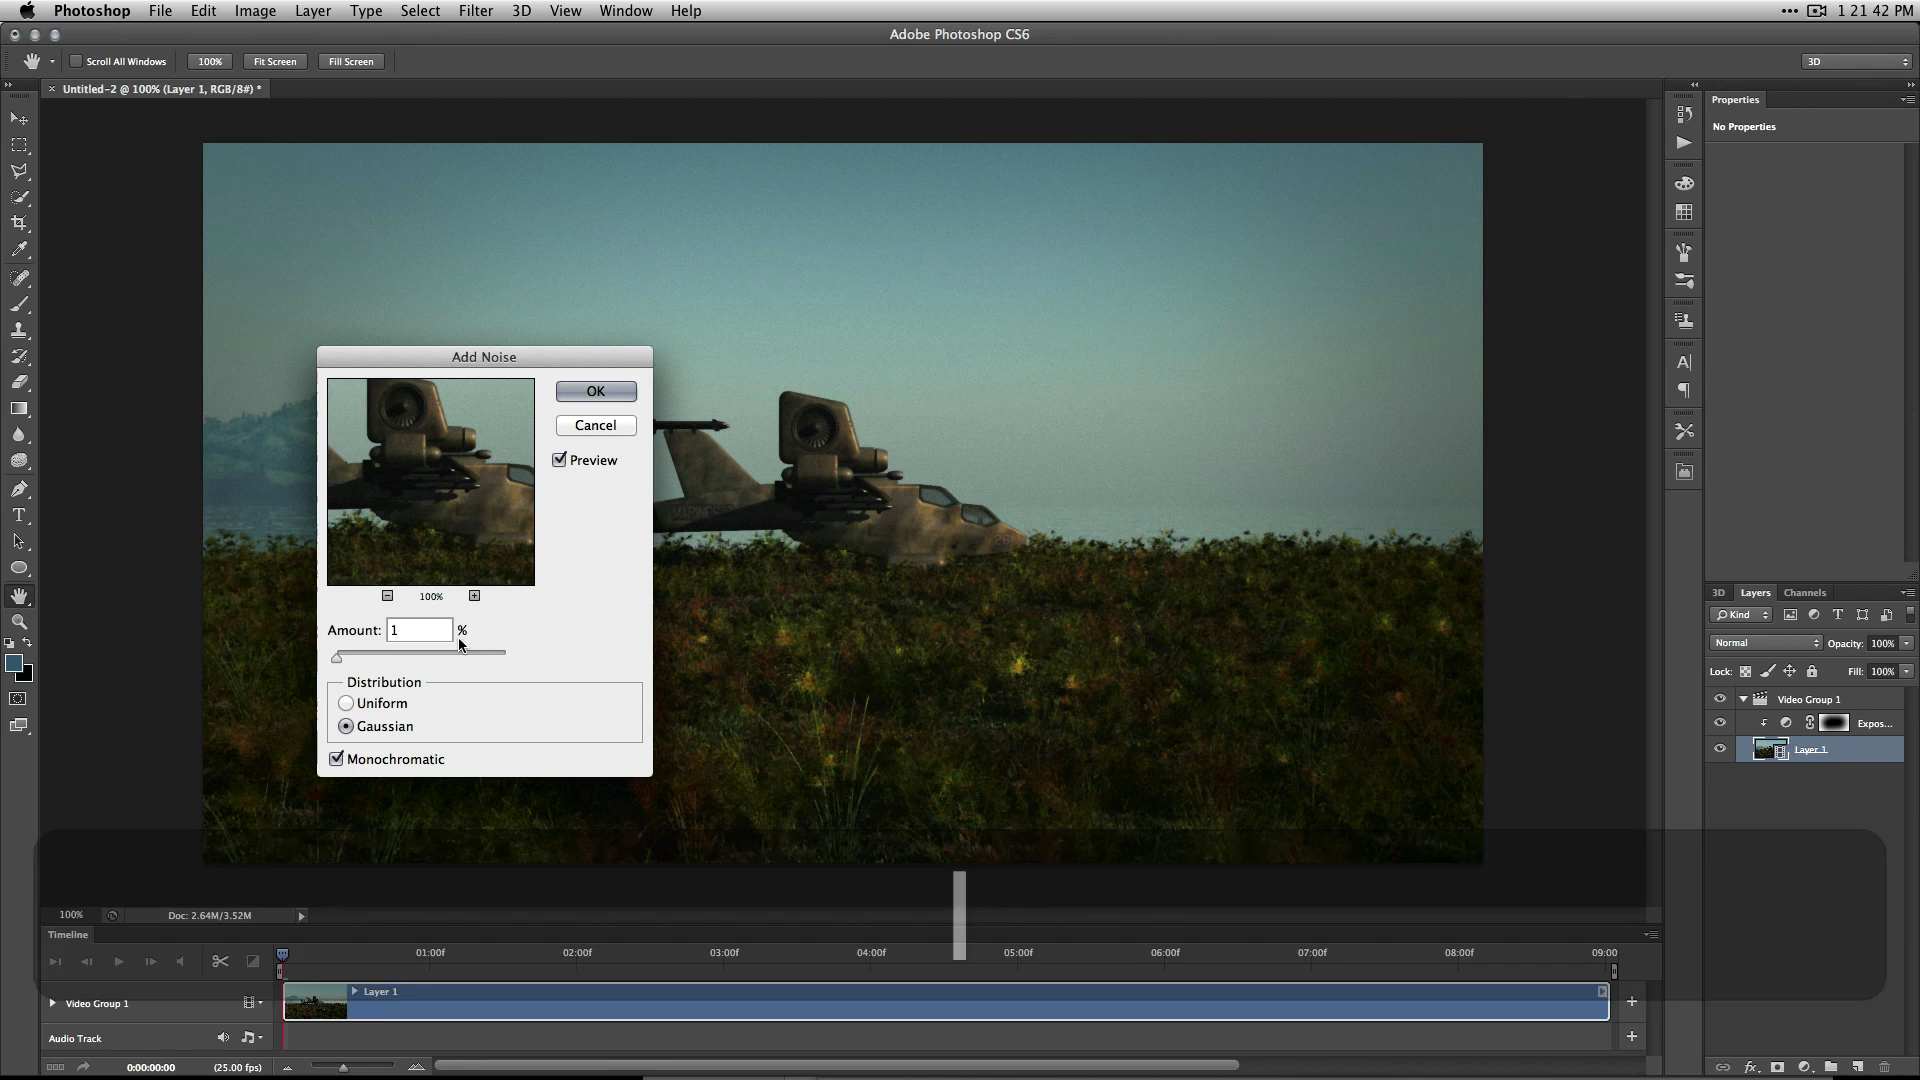 Photoshop File Edit Image Layer Type Select Filter 3D View Window Help 1 21 42 PM
Adobe Photoshop CS6
Scroll All Windows 100% Fit Screen Fill Screen 3D
Untitled-2 @ 100% (Layer 1, RGB/8#) *
Properties
No Properties
Add Noise
OK
Cancel
Preview
MARINES
100%
Amount: 1 %
Distribution
Uniform
Gaussian
Monochromatic
3D Layers Channels
Kind
Normal Opacity: 100%
Lock: Fill: 100%
Video Group 1
Expos...
Layer 1
100% Doc: 2.64M/3.52M
Timeline
01:00f 02:00f 03:00f 04:00f 05:00f 06:00f 07:00f 08:00f 09:00
Layer 1
Video Group 1
Audio Track
0:00:00:00 (25.00 fps)